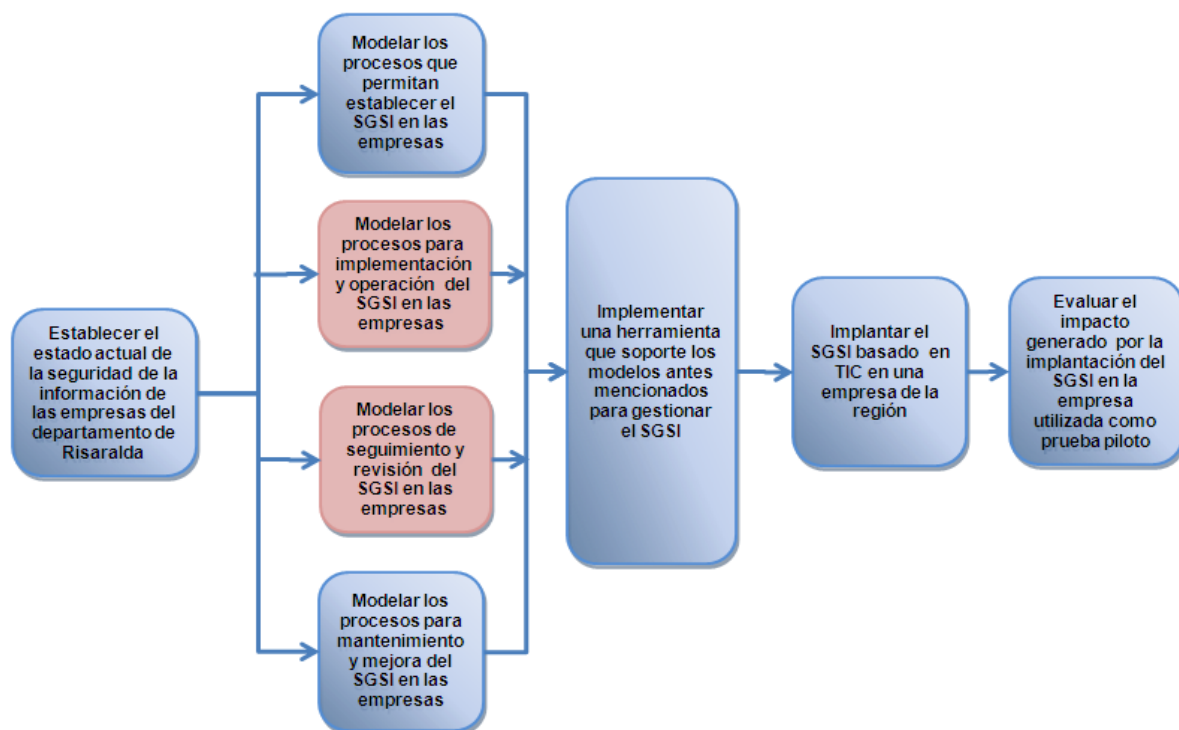 Establecer el
estado actual de
la seguridad de la
información de
las empresas del
departamento de
Risaralda
Modelar los
procesos que
permitan
establecer el
SGSI en las
empresas
Modelar los
procesos para
implementación
y operación del
SGSI en las
empresas
Modelar los
procesos de
seguimiento y
revisión del
SGSI en las
empresas
Modelar los
procesos para
mantenimiento
y mejora del
SGSI en las
empresas
Implementar
una herramienta
que soporte los
modelos antes
mencionados
para gestionar
el SGSI
Implantar el
SGSI basado en
TIC en una
empresa de la
región
Evaluar el
impacto
generado por la
implantación del
SGSI en la
empresa
utilizada como
prueba piloto